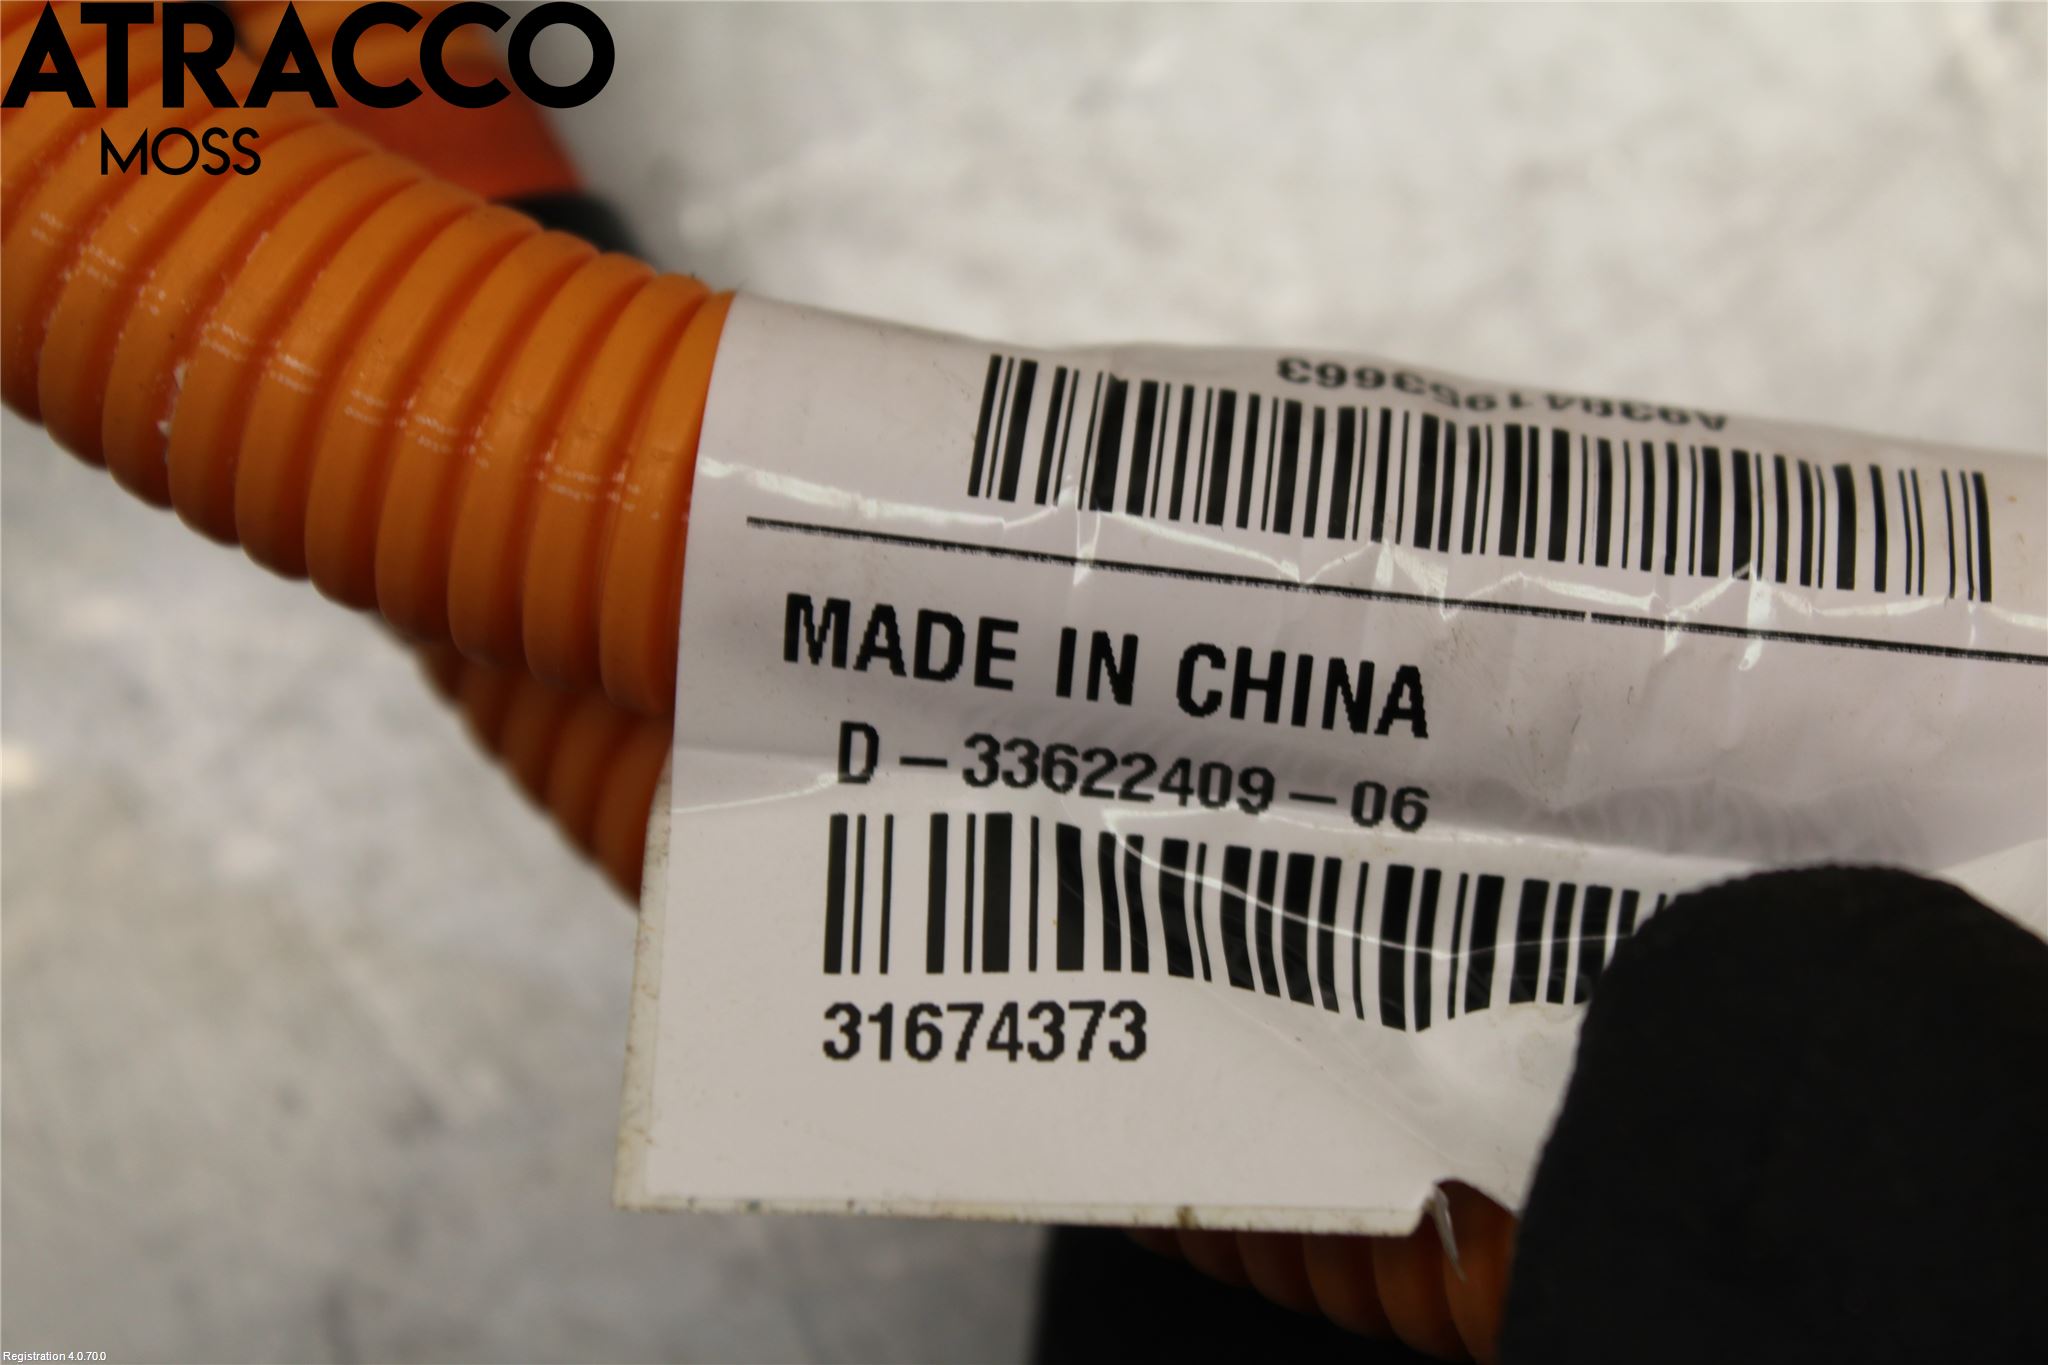 ATRACCO
MOSS
MADE IN CHINA
D-33622409-06
31674373
Registration 4.0.70.0